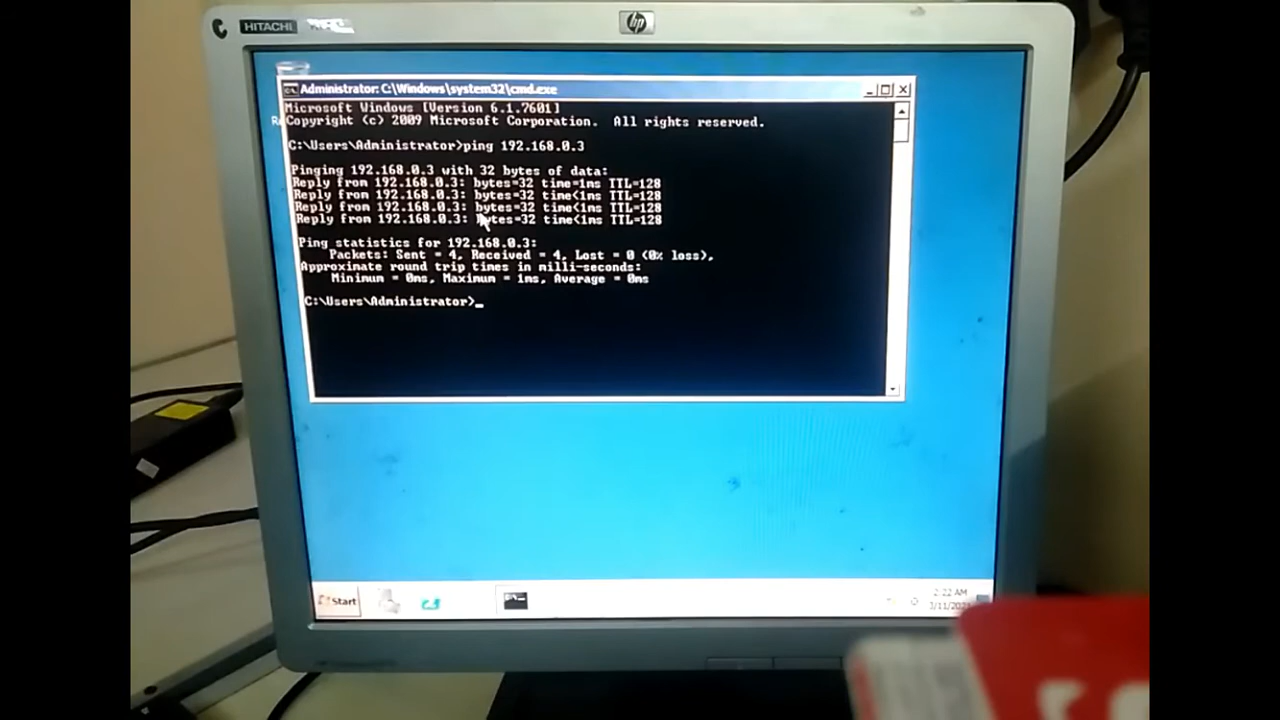 HITACHI
hp
Administrator: C:\Windows\system32\cmd.exe
Microsoft Windows [Version 6.1.7601]
Copyright (c) 2009 Microsoft Corporation. All rights reserved.
C:\Users\Administrator>ping 192.168.0.3
Pinging 192.168.0.3 with 32 bytes of data:
Reply from 192.168.0.3: bytes=32 time=1ms TTL=128
Reply from 192.168.0.3: bytes=32 time<1ms TTL=128
Reply from 192.168.0.3: bytes=32 time<1ms TTL=128
Reply from 192.168.0.3: bytes=32 time<1ms TTL=128
Ping statistics for 192.168.0.3:
Packets: Sent = 4, Received = 4, Lost = 0 (0% loss),
Approximate round trip times in milli-seconds:
Minimum = 0ms, Maximum = 1ms, Average = 0ms
C:\Users\Administrator>_
Start
2:22 AM